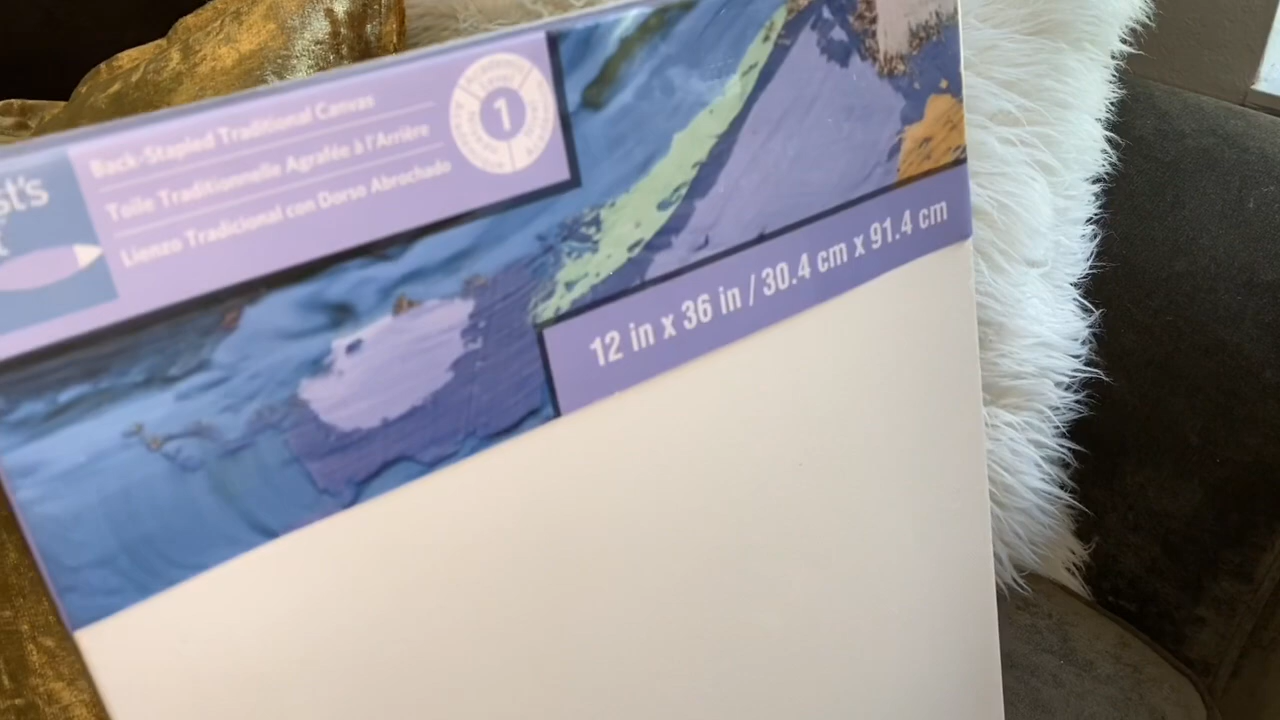 st's
Back-Stapled Traditional Canvas
Toile Traditionnelle Agrafée à l'Arrière
Lienzo Tradicional con Dorso Abrochado
1
12 in x 36 in / 30.4 cm x 91.4 cm